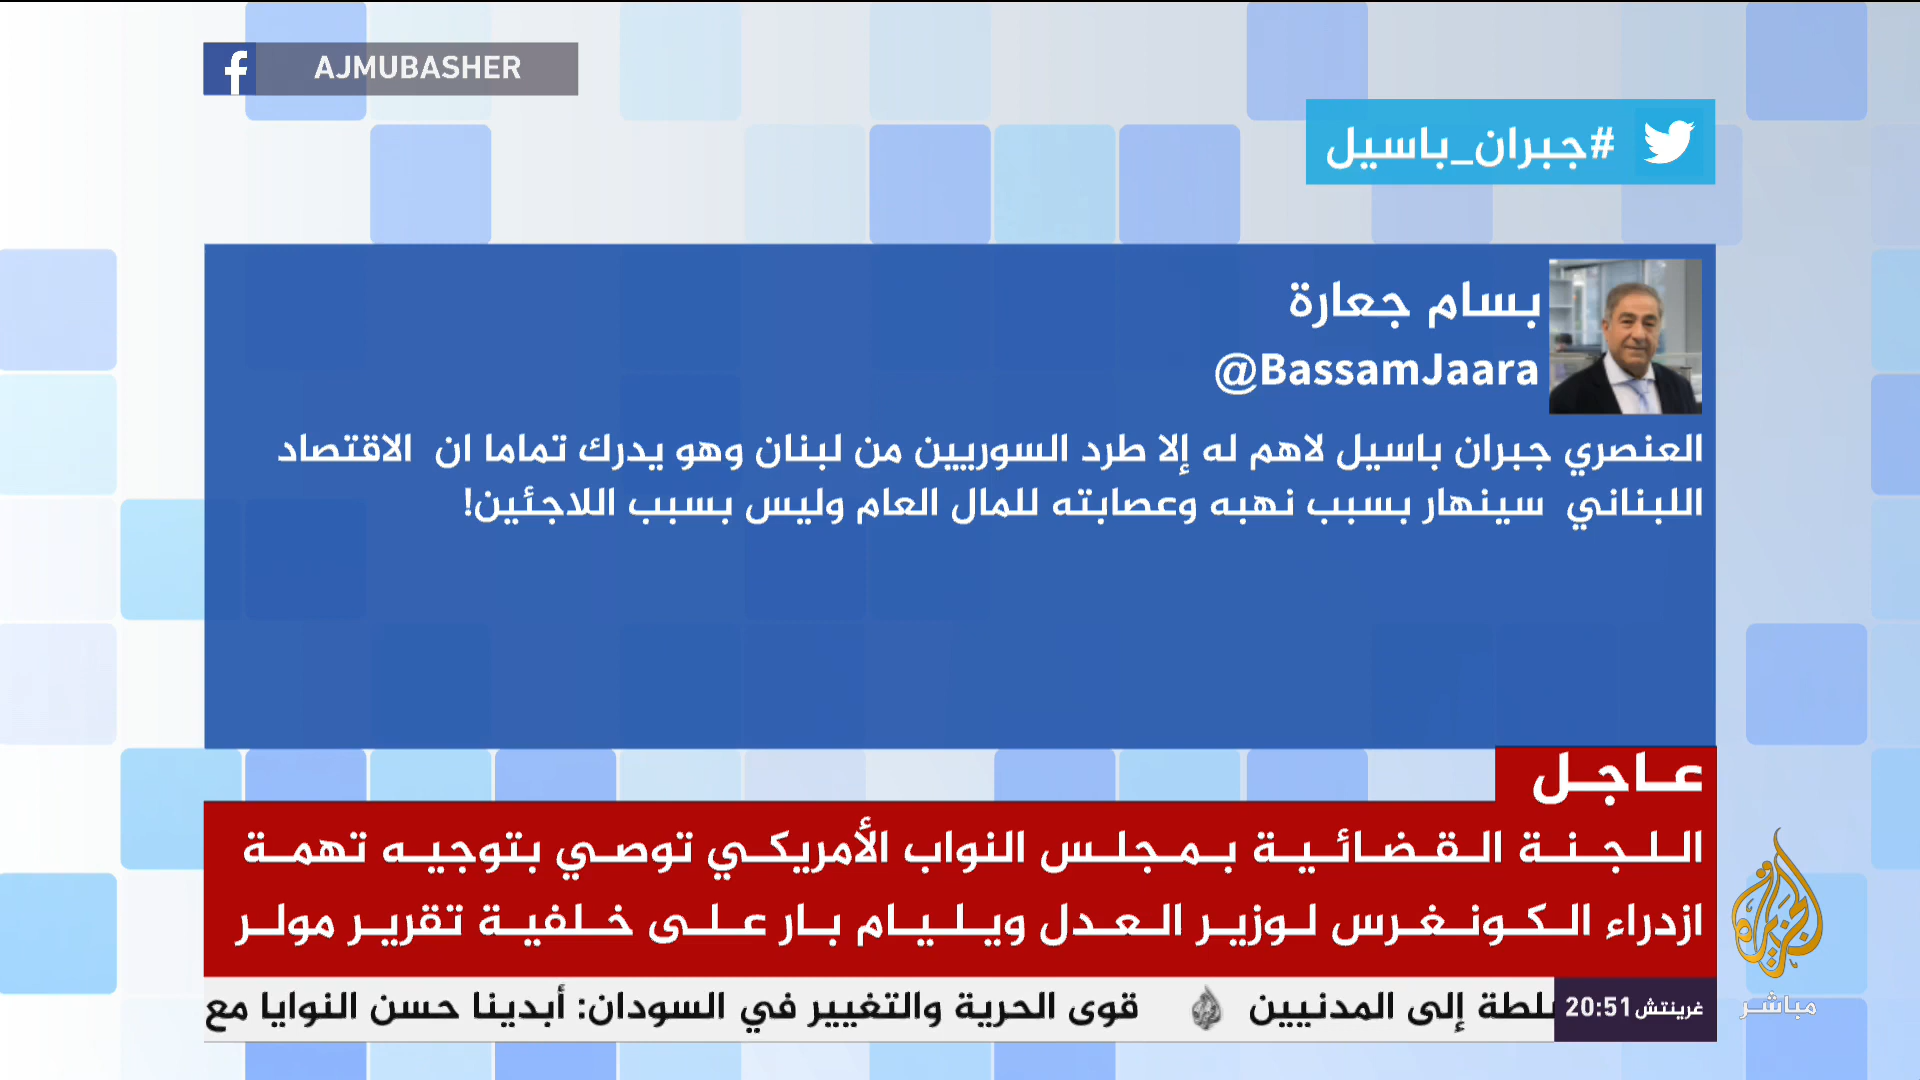 AJMUBASHER
#جبران_باسيل
بسام جعارة
@BassamJaara
العنصري جبران باسيل لاهم له إلا طرد السوريين من لبنان وهو يدرك تماما ان الاقتصاد
اللبناني سينهار بسبب نهبه وعصابته للمال العام وليس بسبب اللاجئين!
عاجل
اللجنة القضائية بمجلس النواب الأمريكي توصي بتوجيه تهمة
ازدراء الكونغرس لوزير العدل ويليام بار على خلفية تقرير مولر
الجزيرة
مباشر
غرينتش 20:51
لطة إلى المدنيين قوى الحرية والتغيير في السودان: أبدينا حسن النوايا مع